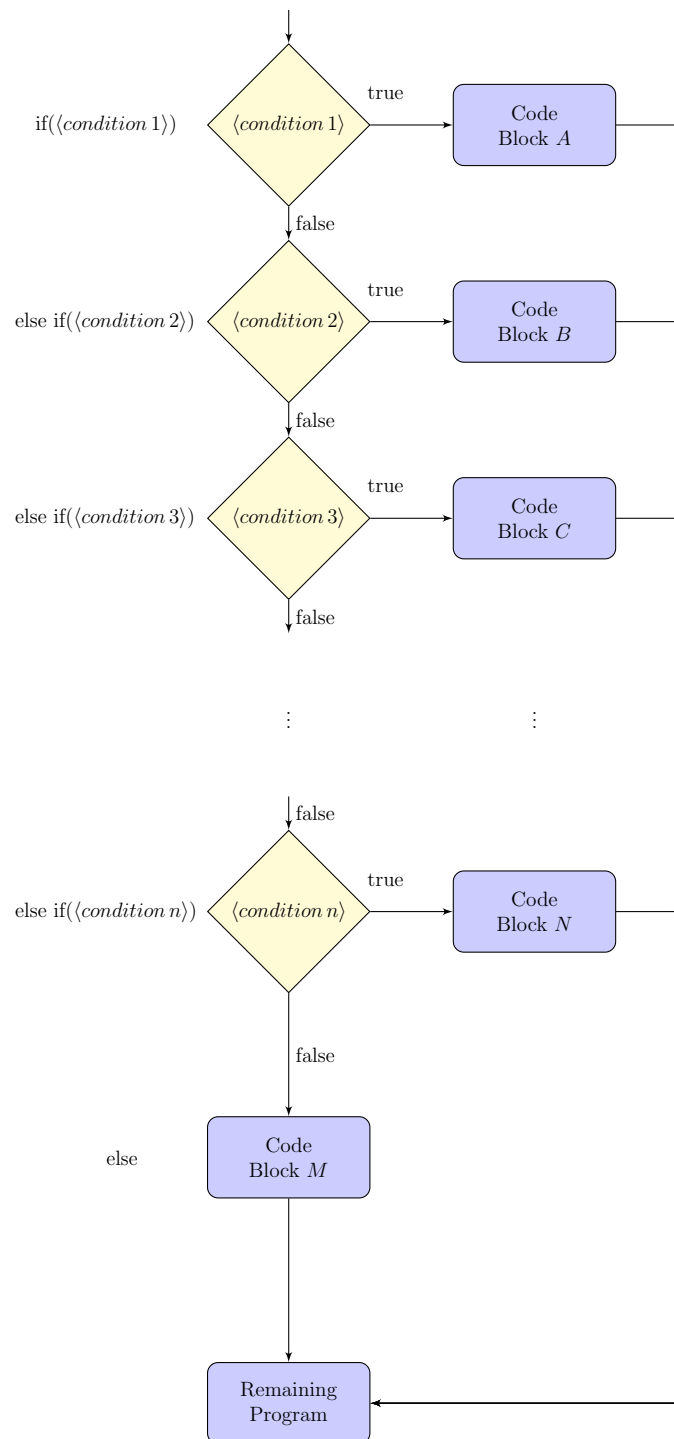 true
if(⟨condition 1⟩) ⟨condition 1⟩ Code
Block A
false
true
else if(⟨condition 2⟩) ⟨condition 2⟩ Code
Block B
false
true
else if(⟨condition 3⟩) ⟨condition 3⟩ Code
Block C
false
⋮ ⋮
false
true
else if(⟨condition n⟩) ⟨condition n⟩ Code
Block N
false
else
Code
Block M
Remaining
Program